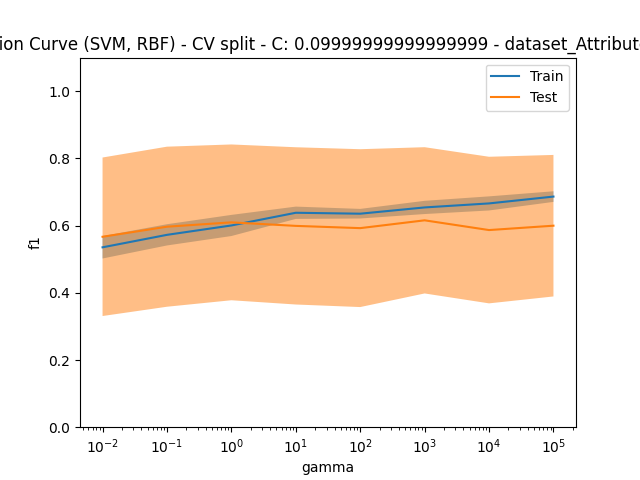 ion Curve (SVM, RBF) - CV split - C: 0.09999999999999999 - dataset_Attribut
Train
Test
1.0
0.8
0.6
0.4
0.2
0.0
f1
10⁻² 10⁻¹ 10⁰ 10¹ 10² 10³ 10⁴ 10⁵
gamma